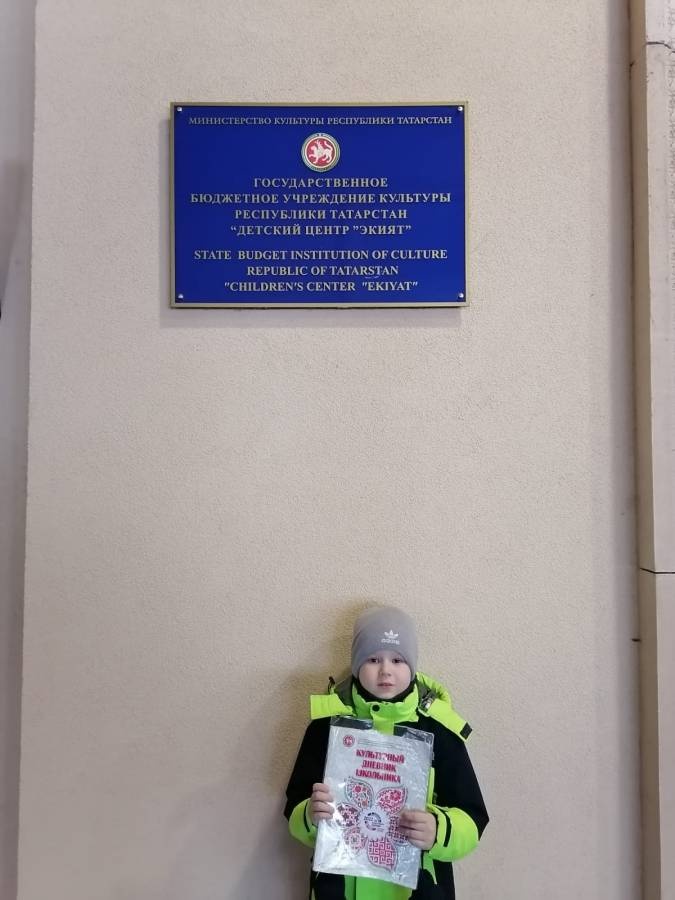 МИНИСТЕРСТВО КУЛЬТУРЫ РЕСПУБЛИКИ ТАТАРСТАН
ГОСУДАРСТВЕННОЕ
БЮДЖЕТНОЕ УЧРЕЖДЕНИЕ КУЛЬТУРЫ
РЕСПУБЛИКИ ТАТАРСТАН
“ДЕТСКИЙ ЦЕНТР ”ЭКИЯТ”
STATE BUDGET INSTITUTION OF CULTURE
REPUBLIC OF TATARSTAN
"CHILDREN'S CENTER "EKIYAT"
adidas
КУЛЬТУРНЫЙ
ДНЕВНИК
ШКОЛЬНИКА